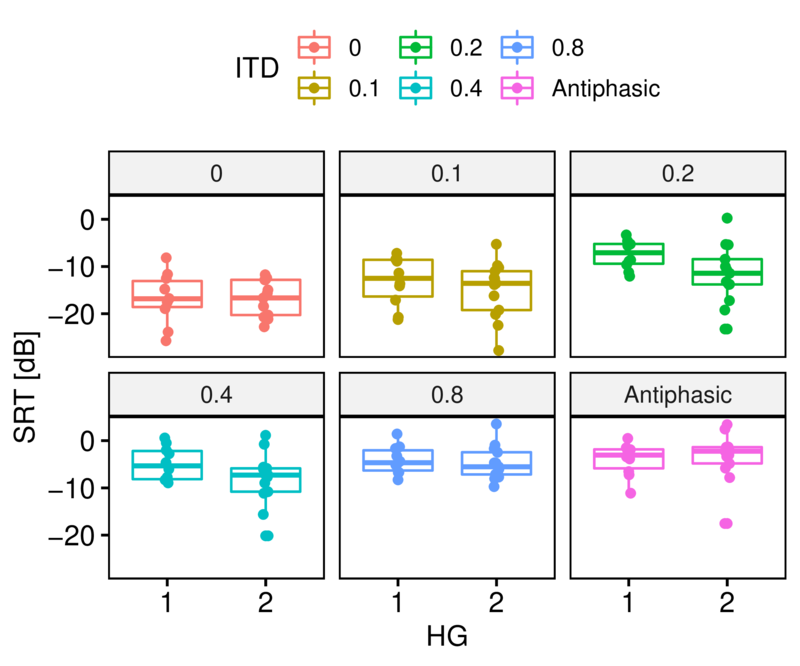 ITD
0 0.2 0.8
0.1 0.4 Antiphasic
0 0.1 0.2
0
−10
−20
0.4 0.8 Antiphasic
0
−10
−20
SRT [dB]
1 2 1 2 1 2
HG